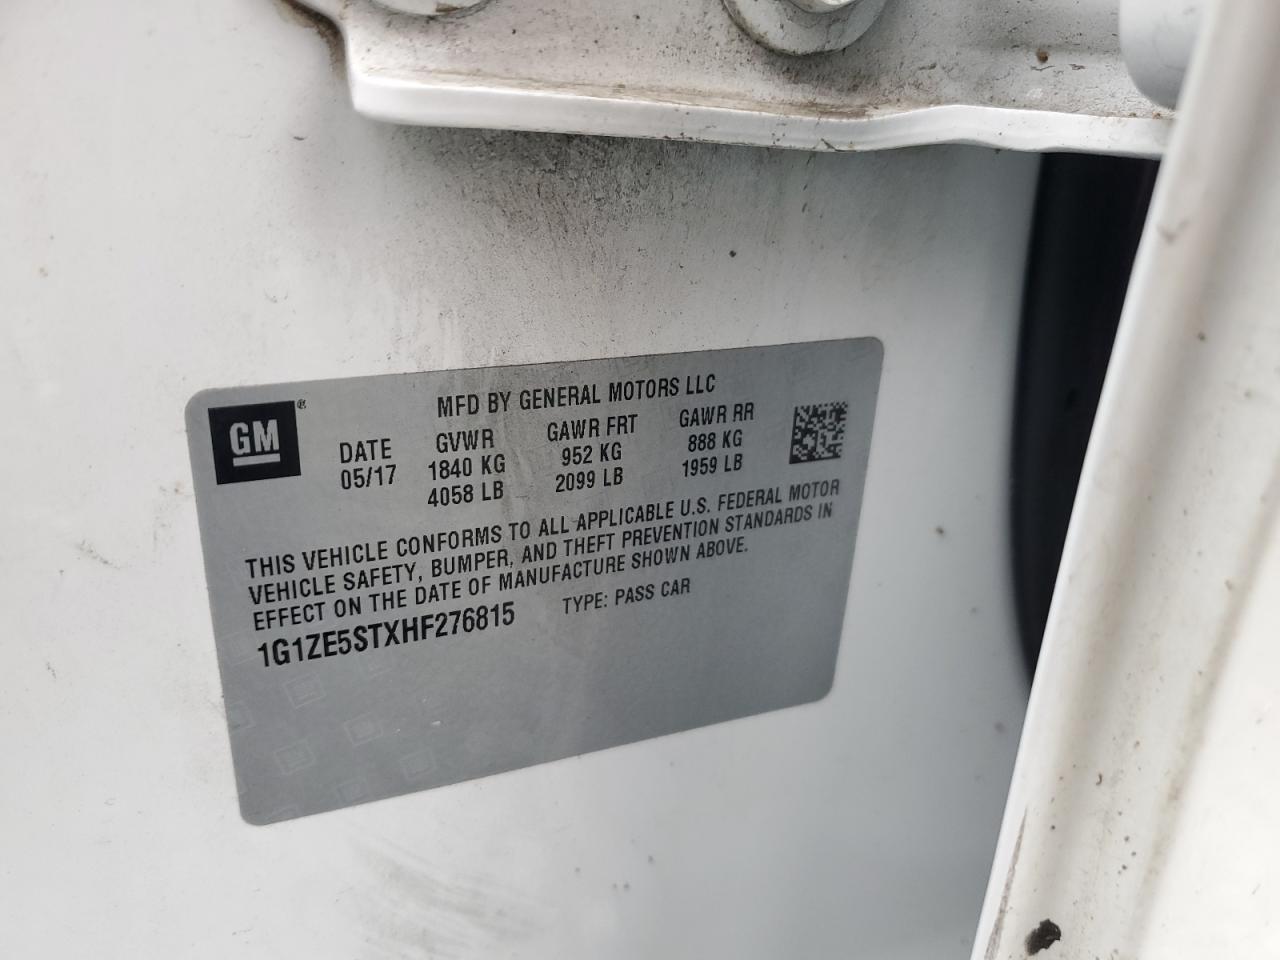 GM ®
MFD BY GENERAL MOTORS LLC
DATE GVWR GAWR FRT GAWR RR
05/17 1840 KG 952 KG 888 KG
4058 LB 2099 LB 1959 LB
THIS VEHICLE CONFORMS TO ALL APPLICABLE U.S. FEDERAL MOTOR
VEHICLE SAFETY, BUMPER, AND THEFT PREVENTION STANDARDS IN
EFFECT ON THE DATE OF MANUFACTURE SHOWN ABOVE.
1G1ZE5STXHF276815 TYPE: PASS CAR